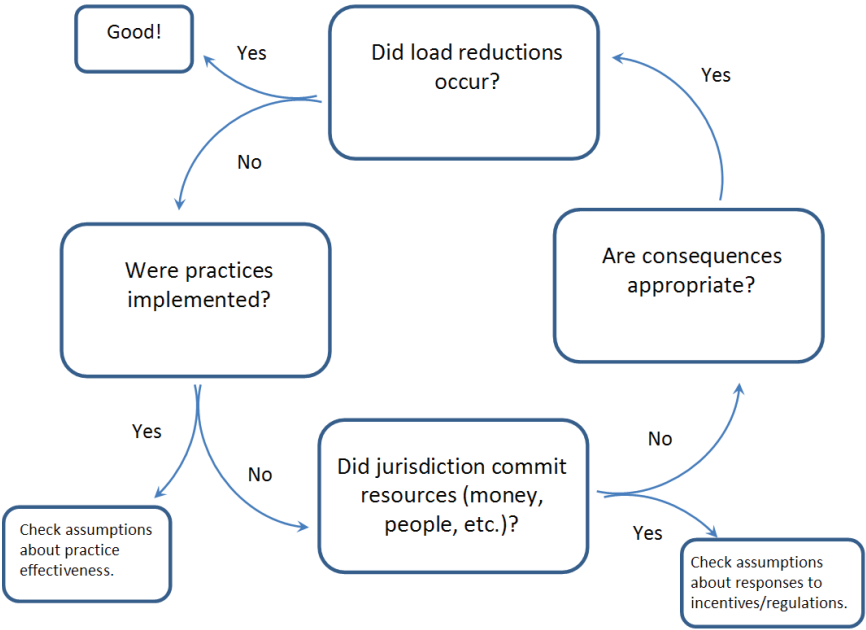 Good!
Yes
Did load reductions
occur?
Yes
No
Were practices
implemented?
Are consequences
appropriate?
Yes
No
Did jurisdiction commit
resources (money,
people, etc.)?
No
Yes
Check assumptions
about practice
effectiveness.
Check assumptions
about responses to
incentives/regulations.